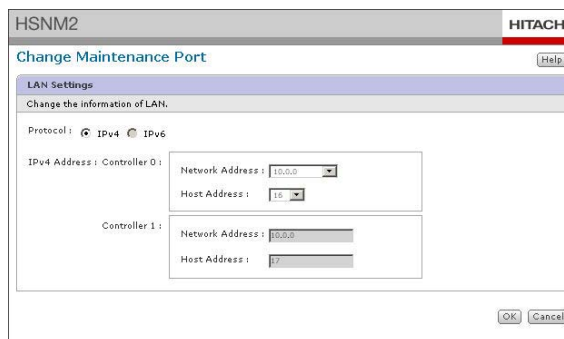 HSNM2
HITACH
Change Maintenance Port
Help
LAN Settings
Change the information of LAN.
Protocol : IPv4 IPv6
IPv4 Address : Controller 0 :
Network Address : 10.0.0
Host Address : 16
Controller 1 :
Network Address : 10.0.0
Host Address : 17
OK Cancel